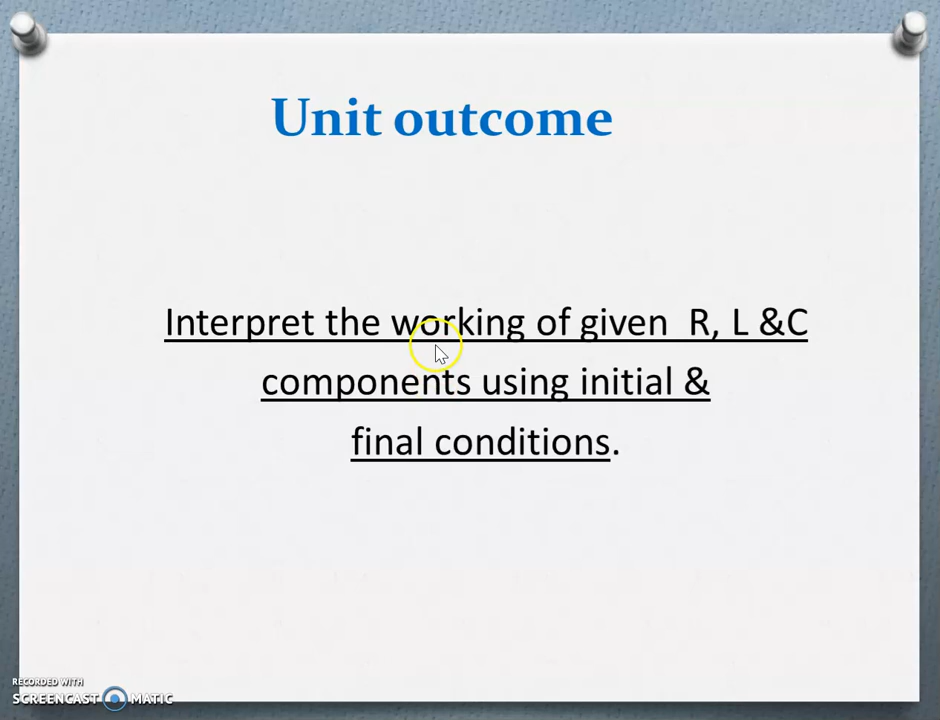 Unit outcome
Interpret the working of given R, L &C
components using initial &
final conditions.
RECORDED WITH
SCREENCAST MATIC